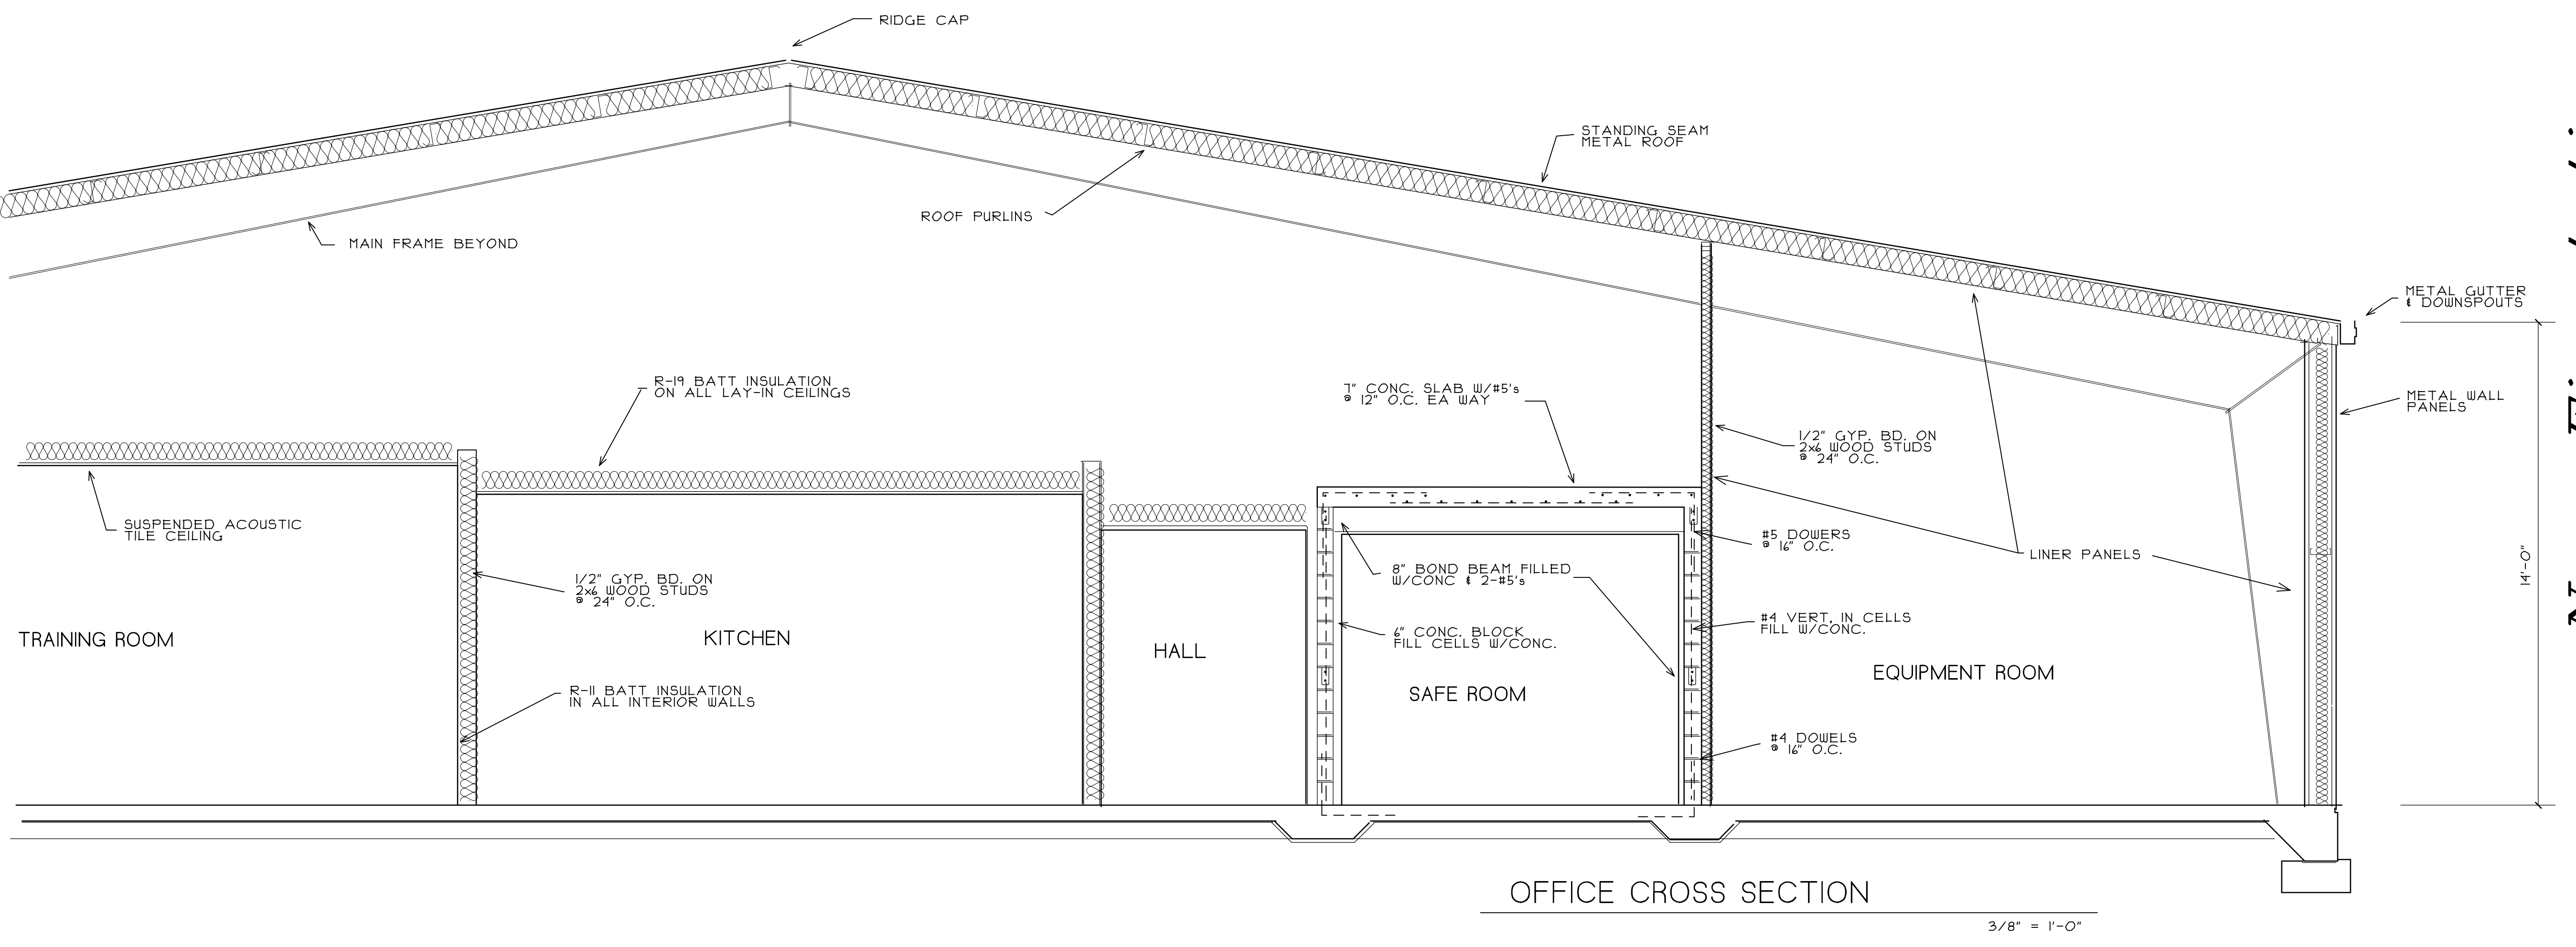 RIDGE CAP
STANDING SEAM
METAL ROOF
ROOF PURLINS
MAIN FRAME BEYOND
METAL GUTTER
& DOWNSPOUTS
R-19 BATT INSULATION
ON ALL LAY-IN CEILINGS
7" CONC. SLAB W/#5's
@ 12" O.C. EA WAY
METAL WALL
PANELS
1/2" GYP. BD. ON
2x6 WOOD STUDS
@ 24" O.C.
SUSPENDED ACOUSTIC
TILE CEILING
#5 DOWERS
@ 16" O.C.
LINER PANELS
14'-0"
8" BOND BEAM FILLED
W/CONC & 2-#5's
1/2" GYP. BD. ON
2x6 WOOD STUDS
@ 24" O.C.
#4 VERT. IN CELLS
FILL W/CONC.
6" CONC. BLOCK
FILL CELLS W/CONC.
TRAINING ROOM
KITCHEN
HALL
EQUIPMENT ROOM
SAFE ROOM
R-11 BATT INSULATION
IN ALL INTERIOR WALLS
#4 DOWELS
@ 16" O.C.
OFFICE CROSS SECTION
3/8" = 1'-0"